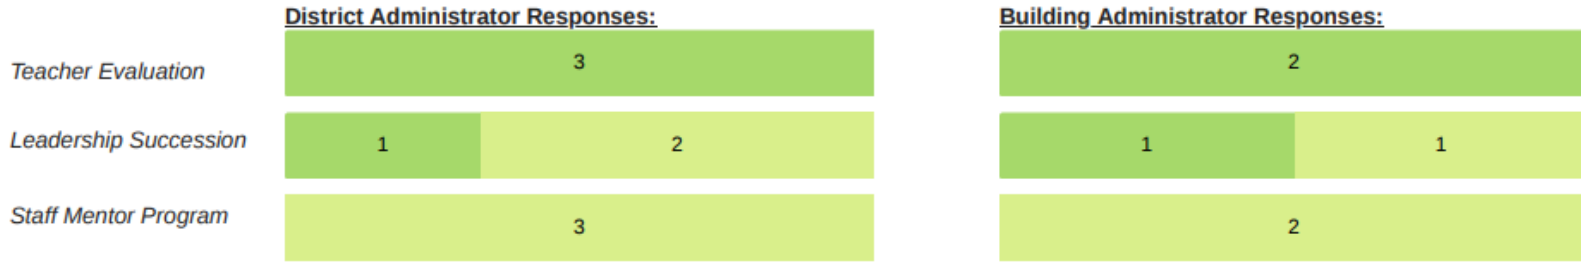 District Administrator Responses: Building Administrator Responses:
Teacher Evaluation 3 2
Leadership Succession 1 2 1 1
Staff Mentor Program 3 2